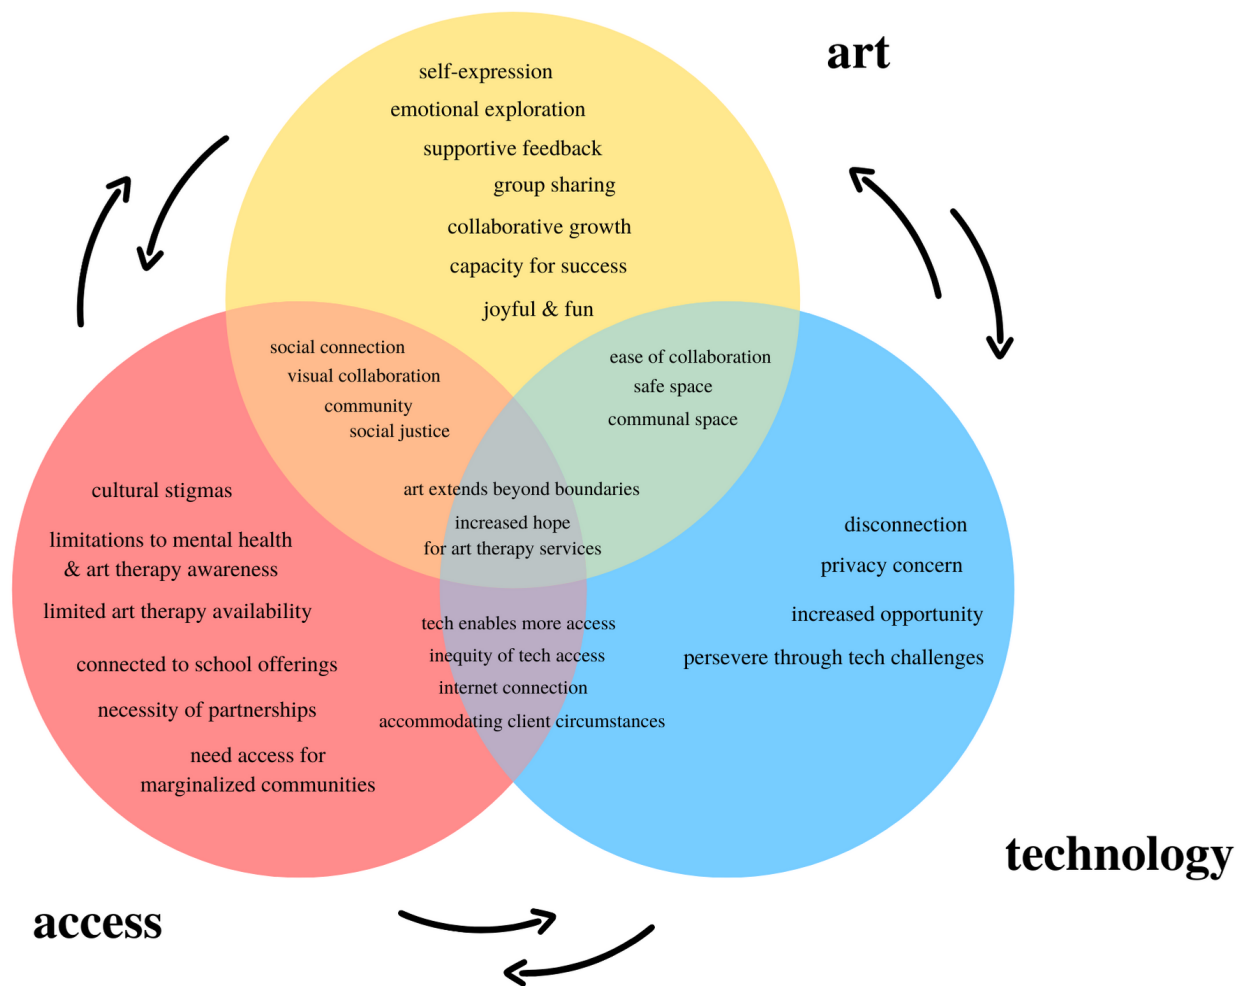 art
self-expression
emotional exploration
supportive feedback
group sharing
collaborative growth
capacity for success
joyful & fun
social connection
visual collaboration
community
social justice
ease of collaboration
safe space
communal space
art extends beyond boundaries
increased hope
for art therapy services
cultural stigmas
limitations to mental health
& art therapy awareness
limited art therapy availability
connected to school offerings
necessity of partnerships
need access for
marginalized communities
tech enables more access
inequity of tech access
internet connection
accommodating client circumstances
disconnection
privacy concern
increased opportunity
persevere through tech challenges
technology
access